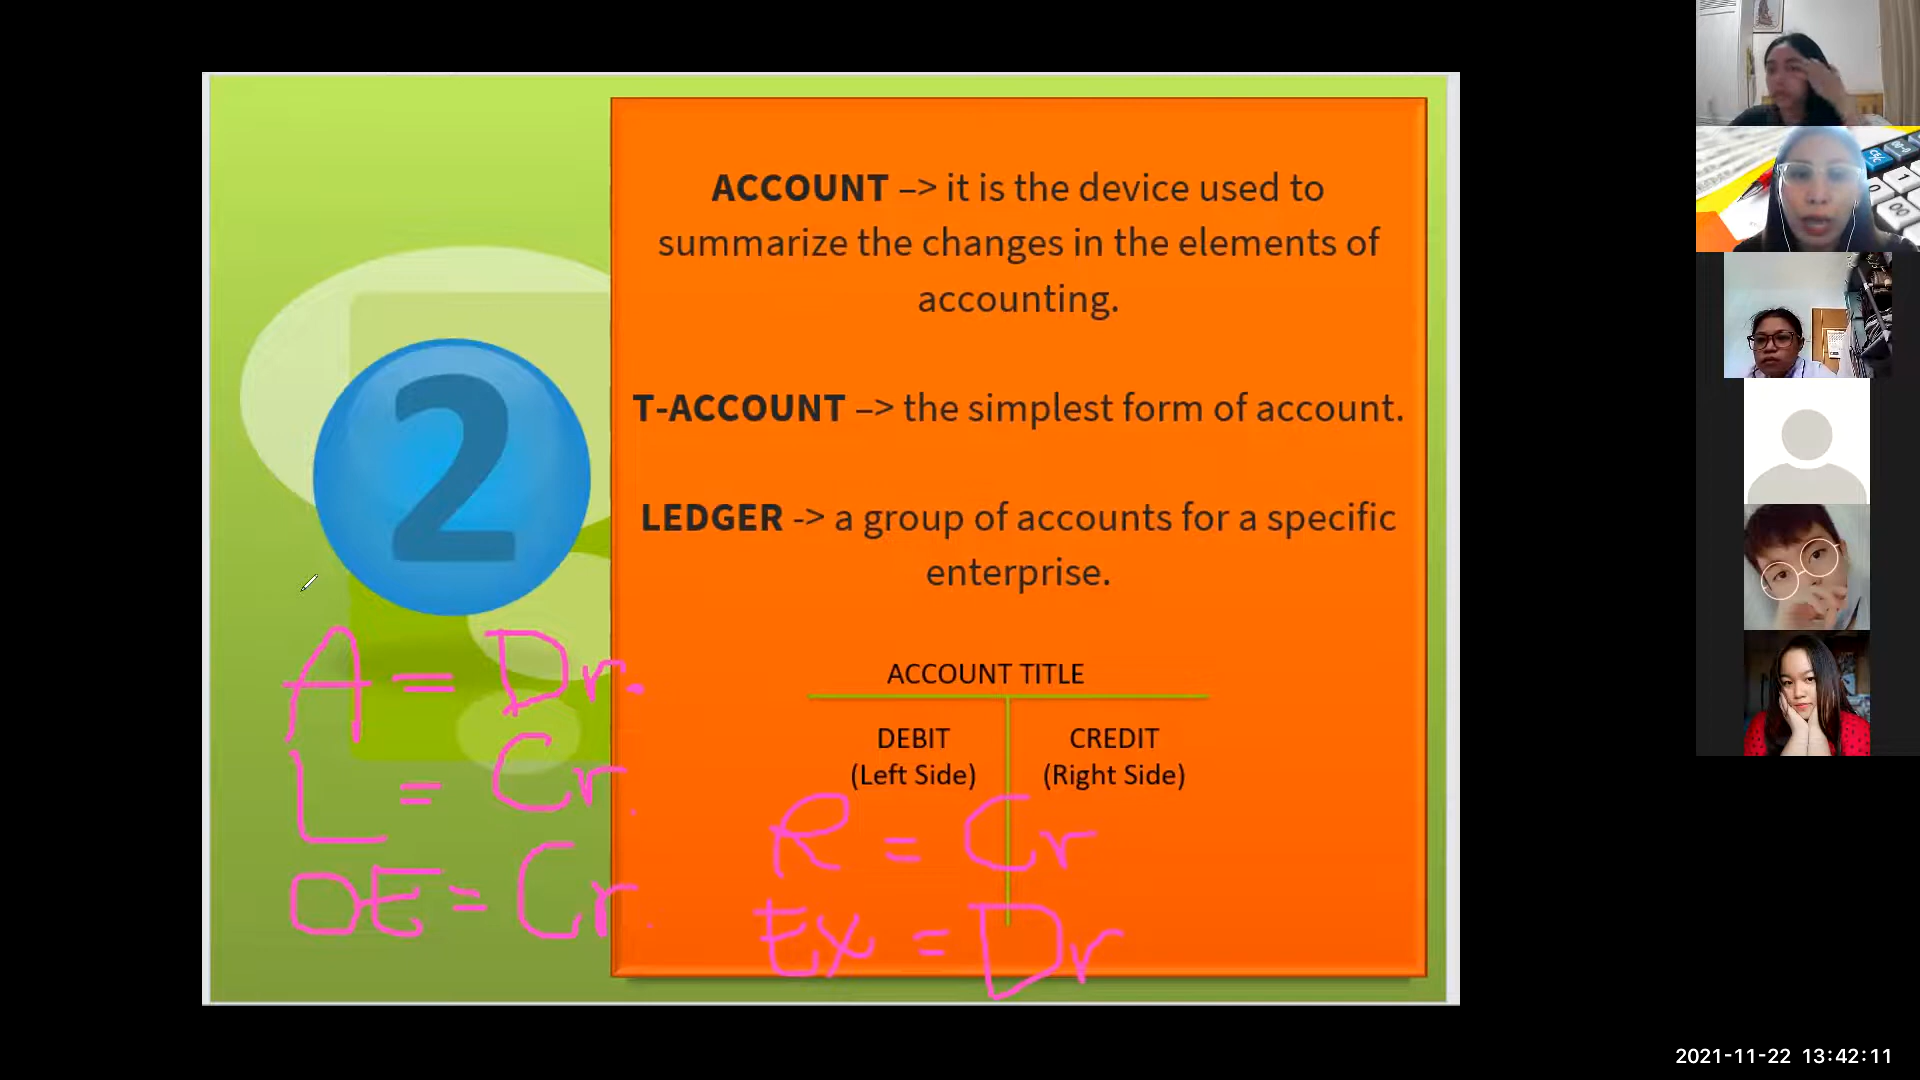 ACCOUNT –> it is the device used to
summarize the changes in the elements of
accounting.
T-ACCOUNT –> the simplest form of account.
LEDGER -> a group of accounts for a specific
enterprise.
2
ACCOUNT TITLE
DEBIT CREDIT
(Left Side) (Right Side)
A = Dr.
L = Cr.
OE = Cr.
R = Cr
Ex = Dr
2021-11-22 13:42:11